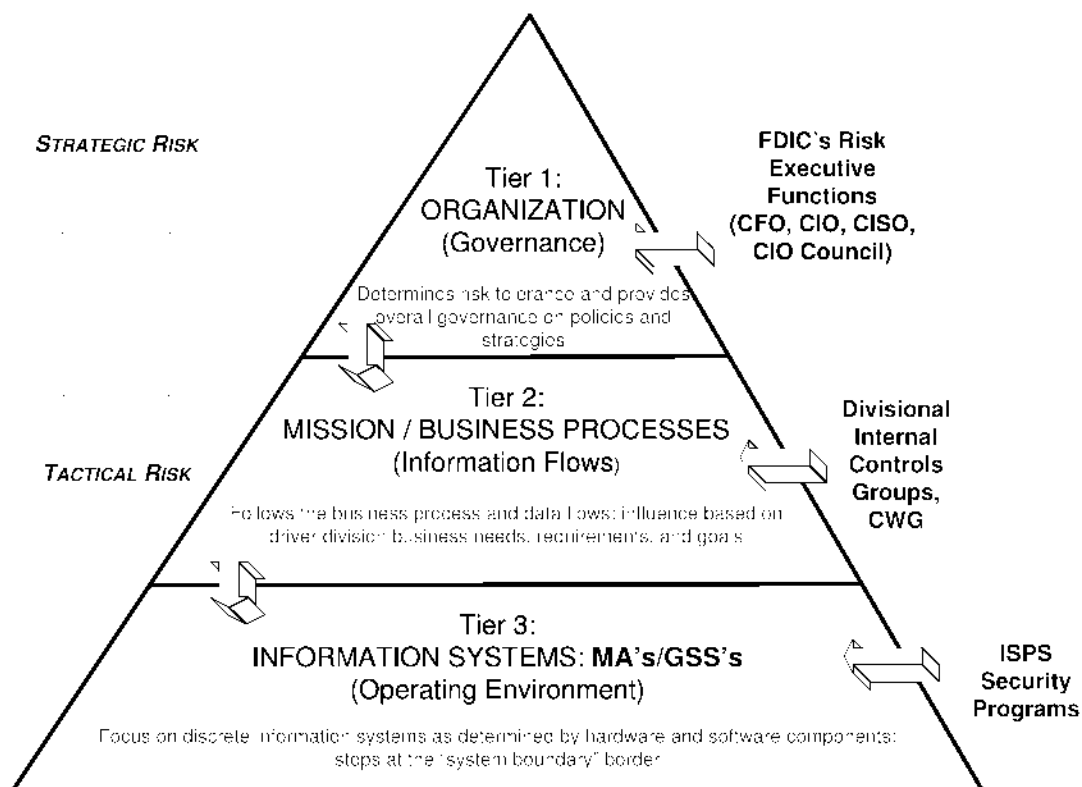 STRATEGIC RISK
FDIC's Risk
Executive
Functions
(CFO, CIO, CISO,
CIO Council)
Tier 1:
ORGANIZATION
(Governance)
Determines risk to erance and provides
overall governance on policies and
strategies
TACTICAL RISK
Tier 2:
MISSION / BUSINESS PROCESSES
(Information Flows)
Follows the business process and data flows: influence based on
driver division business needs, requirements, and goals
Divisional
Internal
Controls
Groups,
CWG
Tier 3:
INFORMATION SYSTEMS: MA's/GSS's
(Operating Environment)
Focus on discrete information systems as determined by hardware and software components:
stops at the "system boundary" border
ISPS
Security
Programs